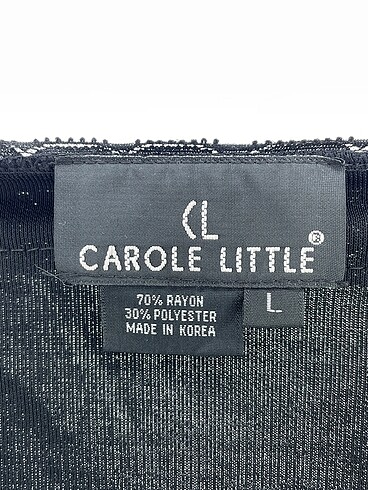 CL
CAROLE LITTLE®
70% RAYON
30% POLYESTER
MADE IN KOREA
L